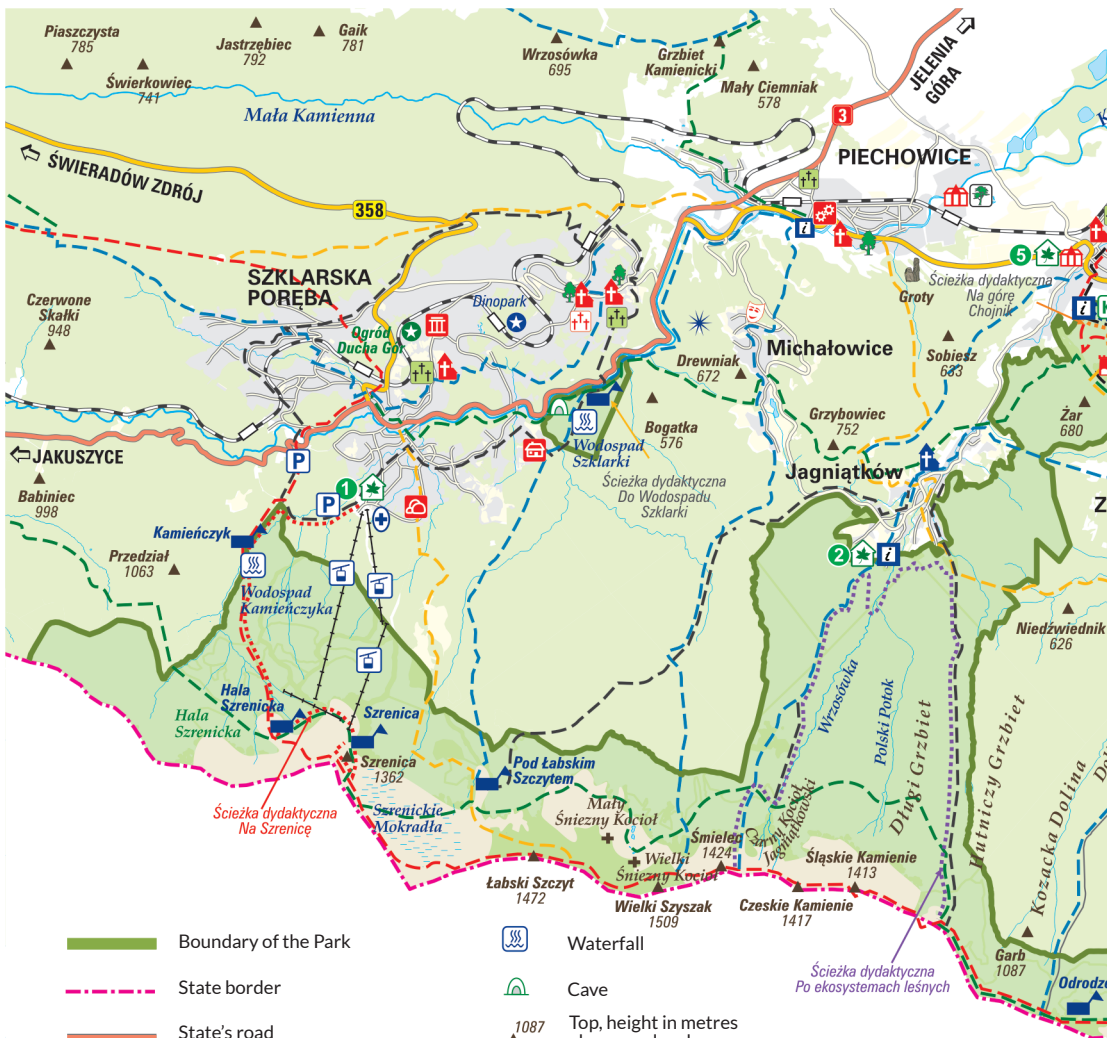 Piaszczysta
785
Jastrzębiec
792
Gaik
781
Świerkowiec
741
Wrzosówka
695
Grzbiet
Kamienicki
Mały Ciemniak
578
JELENIA
GÓRA
Mała Kamienna
3
PIECHOWICE
ŚWIERADÓW ZDRÓJ
358
i
5
Ścieżka dydaktyczna
Na górę
Chojnik
i
Groty
SZKLARSKA
PORĘBA
Dinopark
Ogród
Ducha Gór
Czerwone
Skałki
948
Drewniak
672
Michałowice
Sobiesz
633
Bogatka
576
Grzybowiec
752
Żar
680
Wodospad
Szklarki
Ścieżka dydaktyczna
Do Wodospadu
Szklarki
JAKUSZYCE
P
Jagniątków
Babiniec
998
1
P
Kamieńczyk
Przedział
1063
2
i
Z
Wodospad
Kamieńczyka
Niedźwiednik
626
Hala
Szrenicka
Hala
Szrenicka
Szrenica
Szrenica
1362
Pod Łabskim
Szczytem
Wrzosówka
Polski Potok
Długi Grzbiet
Hutniczy Grzbiet
Kozacka Dolina
Ścieżka dydaktyczna
Na Szrenicę
Szrenickie
Mokradła
Mały
Śnieżny Kocioł
Wielki
Śnieżny Kocioł
Czarny Kocioł
Jagniątkowski
Śmielec
1424
Śląskie Kamienie
1413
Łabski Szczyt
1472
Wielki Szyszak
1509
Czeskie Kamienie
1417
Garb
1087
Ścieżka dydaktyczna
Po ekosystemach leśnych
Boundary of the Park
Waterfall
State border
Cave
State's road
1087
Top, height in metres